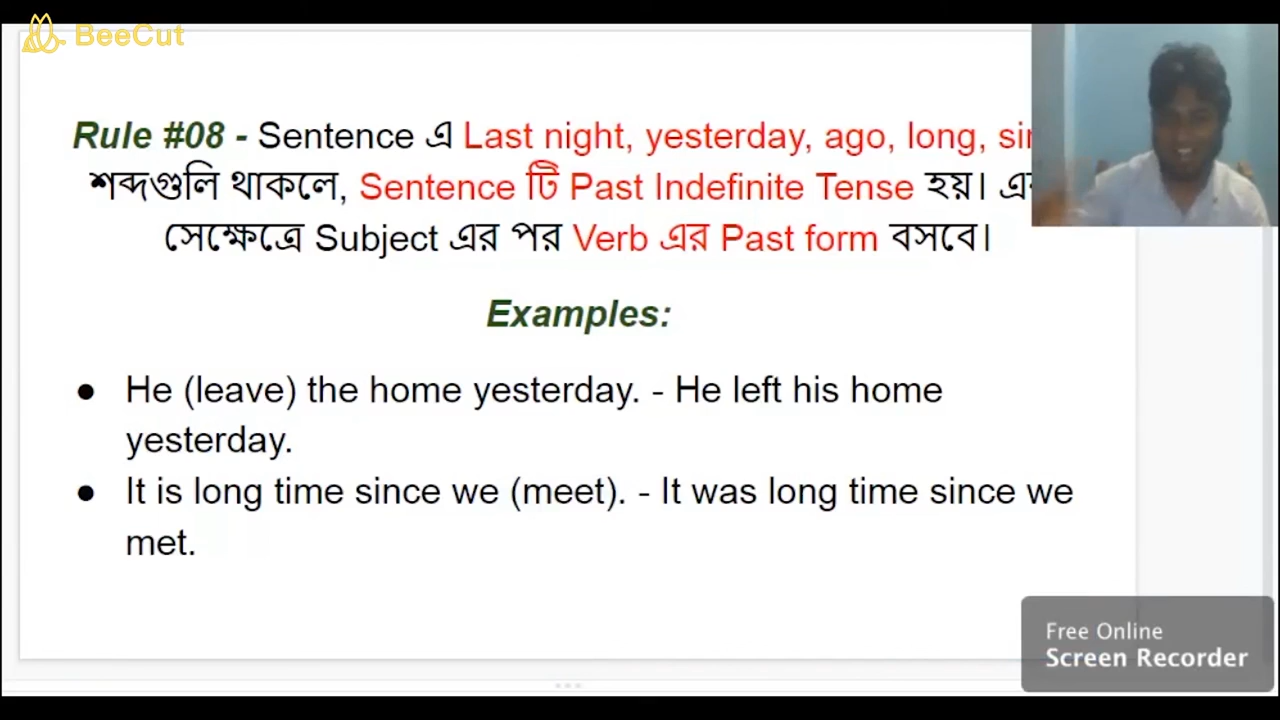 BeeCut
Rule #08 - Sentence এ Last night, yesterday, ago, long,
শব্দগুলি থাকলে, Sentence টি Past Indefinite Tense হয়।
সেক্ষেত্রে Subject এর পর Verb এর Past form বসবে।
Examples:
● He (leave) the home yesterday. - He left his home
yesterday.
● It is long time since we (meet). - It was long time since we
met.
Free Online
Screen Recorder